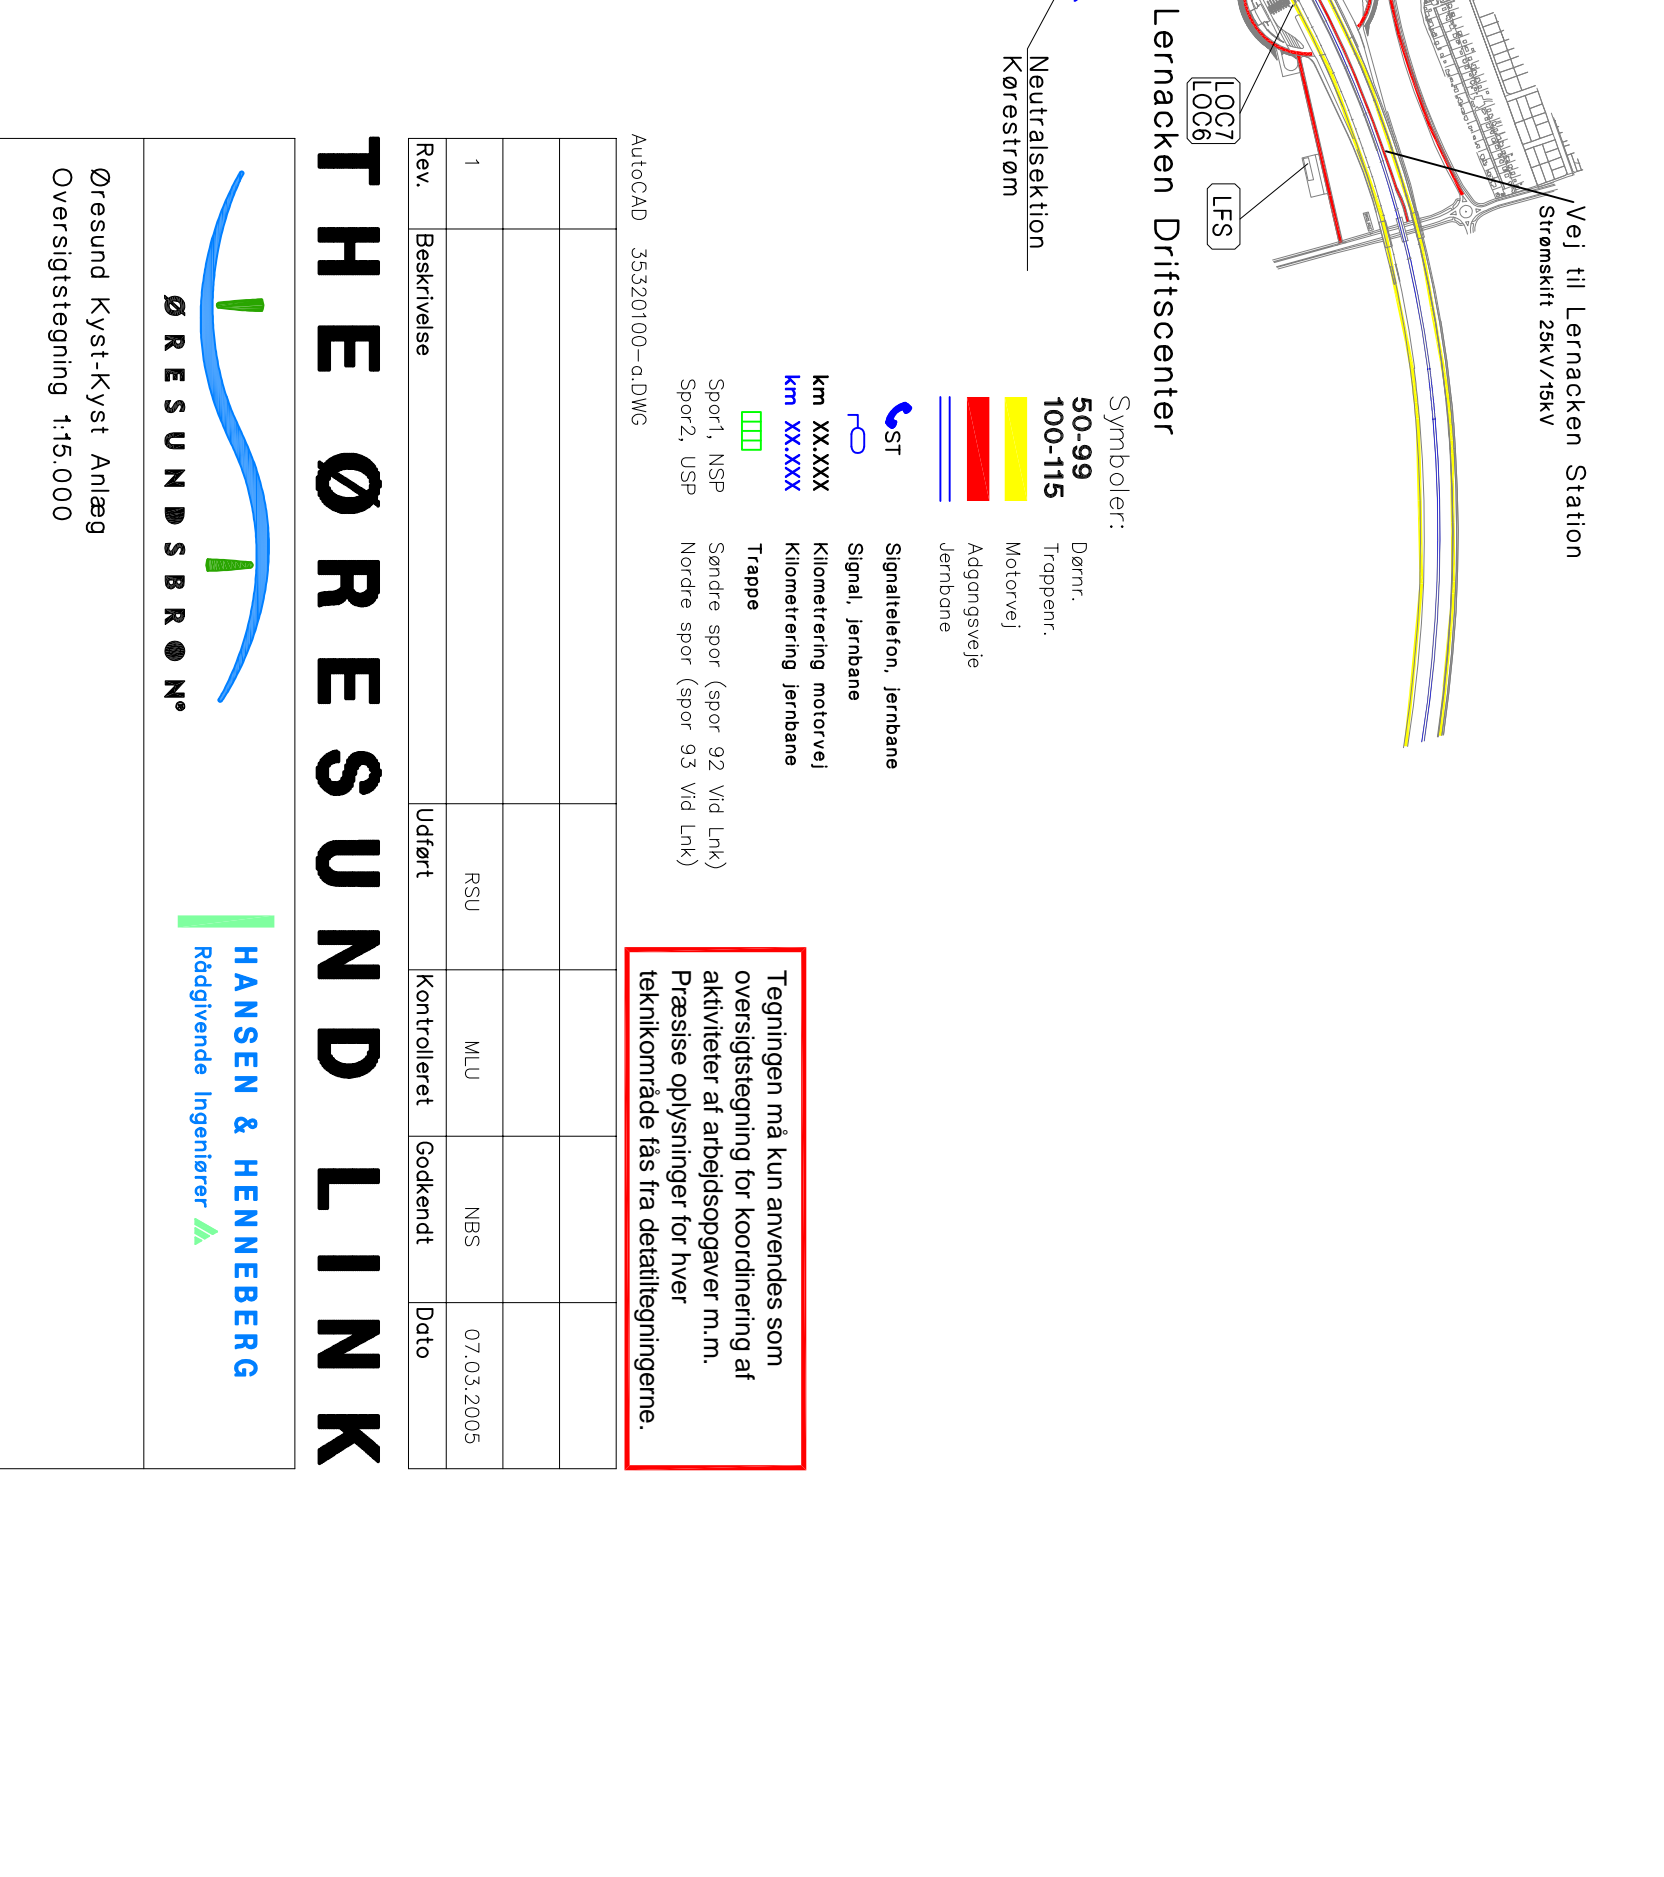 Vej til Lernacken Station
Strømskift 25kV/15kV
LOC7
LOC6
LFS
Lernacken Driftscenter
Neutralsektion
Kørestrøm
Symboler:
50-99 Dørnr.
100-115 Trappenr.
Motorvej
Adgangsveje
Jernbane
ST Signaltelefon, jernbane
Signal, jernbane
km XX.XXX Kilometrering motorvej
km XX.XXX Kilometrering jernbane
Trappe
Spor1, NSP Søndre spor (spor 92 Vid Lnk)
Spor2, USP Nordre spor (spor 93 Vid Lnk)
Tegningen må kun anvendes som
oversigtstegning for koordinering af
aktiviteter af arbejdsopgaver m.m.
Præsise oplysninger for hver
teknikområde fås fra detatiltegningerne.
AutoCAD 35320100-a.DWG
1 RSU MLU NBS 07.03.2005
Rev. Beskrivelse Udført Kontrolleret Godkendt Dato
THE ØRESUND LINK
ØRESUNDSBRON®
HANSEN & HENNEBERG
Rådgivende Ingeniører
Øresund Kyst-Kyst Anlæg
Oversigtstegning 1:15.000